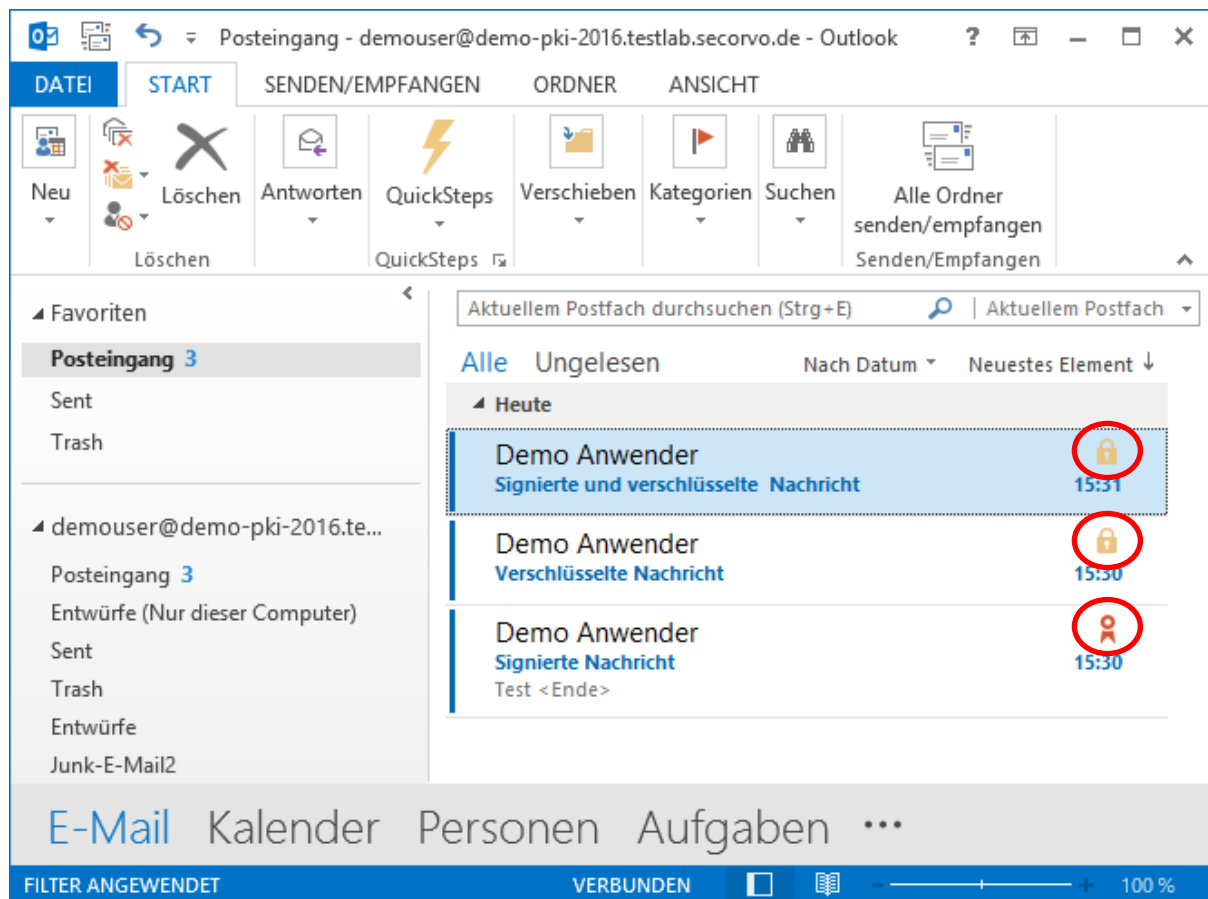 Posteingang - demouser@demo-pki-2016.testlab.secorvo.de - Outlook ?
DATEI START SENDEN/EMPFANGEN ORDNER ANSICHT
Neu
Löschen
Antworten
QuickSteps
Verschieben
Kategorien
Suchen
Alle Ordner
senden/empfangen
Löschen
QuickSteps
Senden/Empfangen
Favoriten
Posteingang 3
Sent
Trash
demouser@demo-pki-2016.te...
Posteingang 3
Entwürfe (Nur dieser Computer)
Sent
Trash
Entwürfe
Junk-E-Mail2
Aktuellem Postfach durchsuchen (Strg+E) Aktuellem Postfach
Alle Ungelesen Nach Datum Neuestes Element
Heute
Demo Anwender
Signierte und verschlüsselte Nachricht 15:31
Demo Anwender
Verschlüsselte Nachricht 15:30
Demo Anwender
Signierte Nachricht 15:30
Test <Ende>
E-Mail Kalender Personen Aufgaben ...
FILTER ANGEWENDET VERBUNDEN 100 %